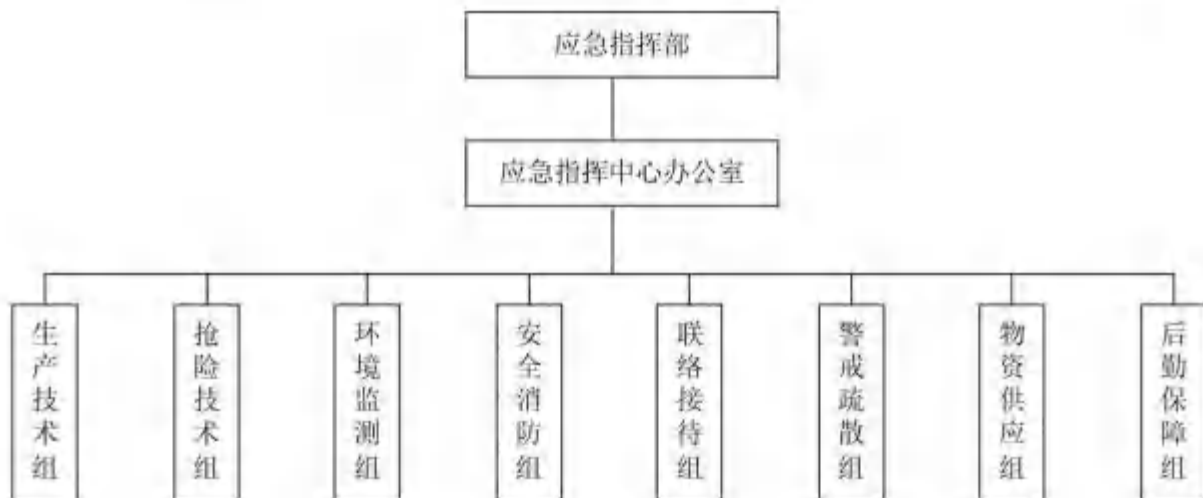 应急指挥部
应急指挥中心办公室
生产技术组
抢险技术组
环境监测组
安全消防组
联络接待组
警戒疏散组
物资供应组
后勤保障组